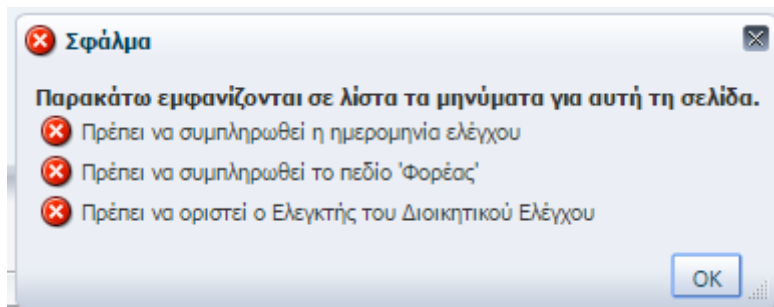 Σφάλμα
Παρακάτω εμφανίζονται σε λίστα τα μηνύματα για αυτή τη σελίδα.
Πρέπει να συμπληρωθεί η ημερομηνία ελέγχου
Πρέπει να συμπληρωθεί το πεδίο 'Φορέας'
Πρέπει να οριστεί ο Ελεγκτής του Διοικητικού Ελέγχου
OK